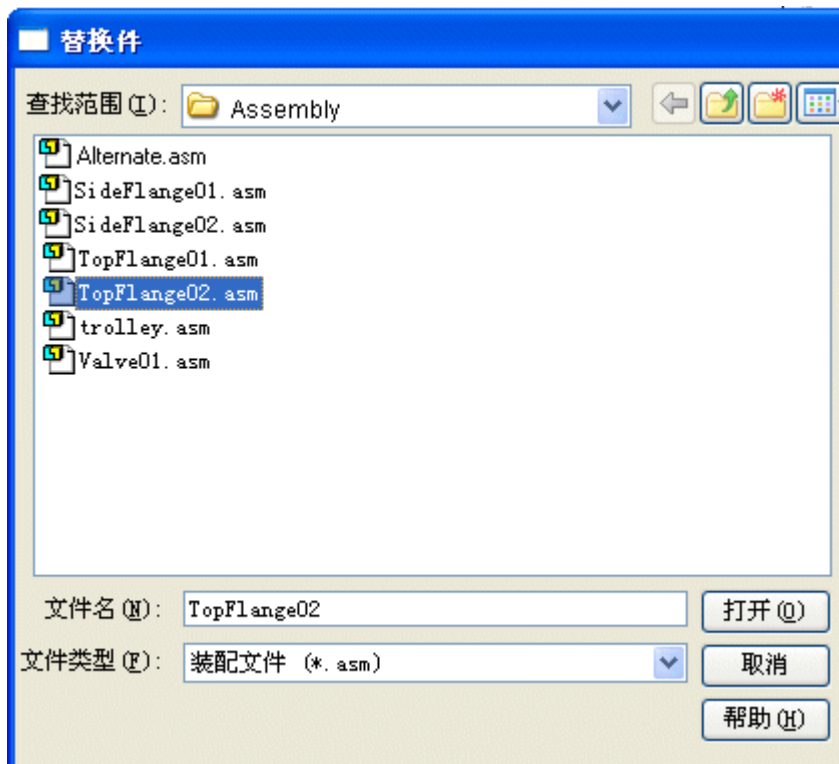 替换件
查找范围(I): Assembly
Alternate.asm
SideFlange01.asm
SideFlange02.asm
TopFlange01.asm
TopFlange02.asm
trolley.asm
Valve01.asm
文件名(N): TopFlange02 打开(O)
文件类型(F): 装配文件 (*.asm) 取消
帮助(H)